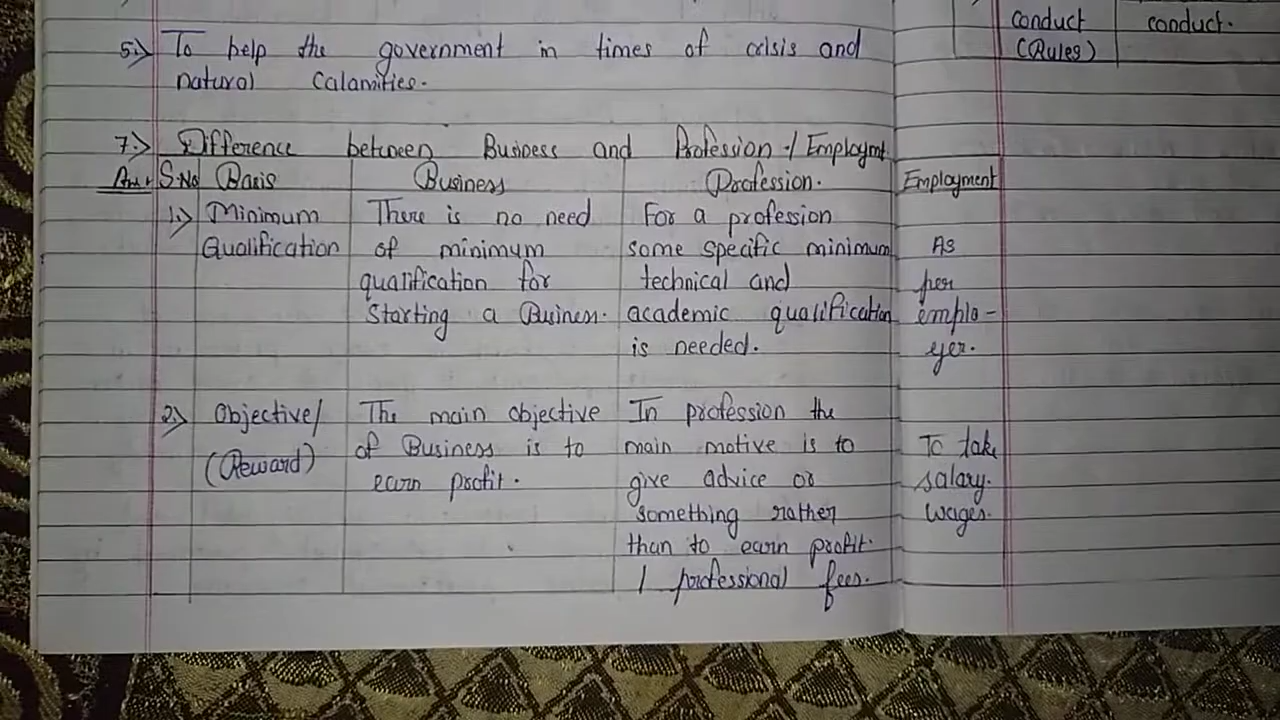 5.) To help the government in times of crisis and
natural Calamities.
conduct conduct.
(Rules)
7.) Difference between Business and Profession / Employmt.
Ans. S.No Basis Business Profession. Employment
1.) Minimum There is no need For a profession
Qualification of minimum some specific minimum As
qualification for technical and per
Starting a Business. academic qualification emplo-
is needed. yer.
2.) Objective/ The main objective In profession the
(Reward) of Business is to main motive is to To take
earn profit. give advice or salary.
something rather wages.
than to earn profit.
/ professional fees.